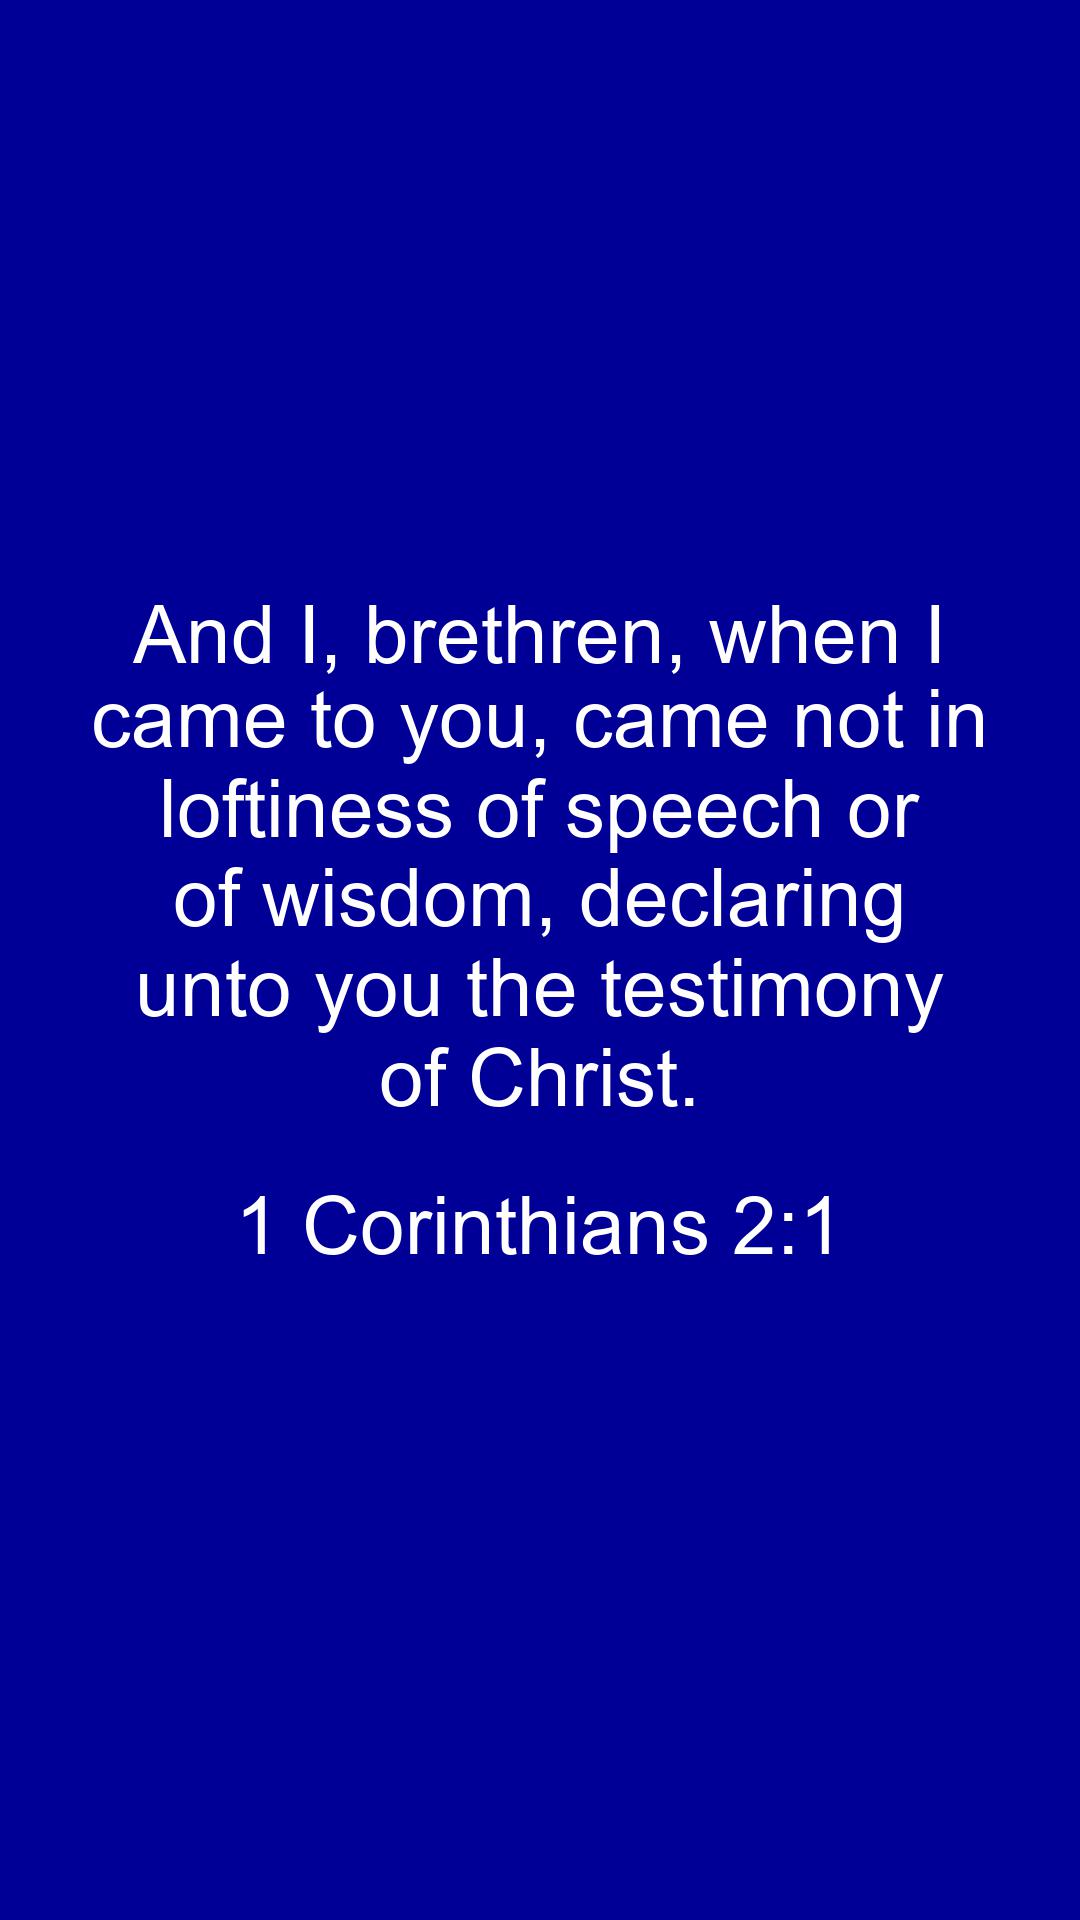 And I, brethren, when I
came to you, came not in
loftiness of speech or
of wisdom, declaring
unto you the testimony
of Christ.
1 Corinthians 2:1